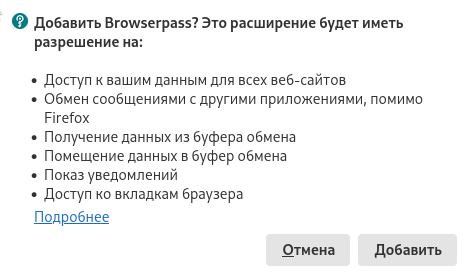 Добавить Browserpass? Это расширение будет иметь
разрешение на:
• Доступ к вашим данным для всех веб-сайтов
• Обмен сообщениями с другими приложениями, помимо
Firefox
• Получение данных из буфера обмена
• Помещение данных в буфер обмена
• Показ уведомлений
• Доступ ко вкладкам браузера
Подробнее
Отмена Добавить